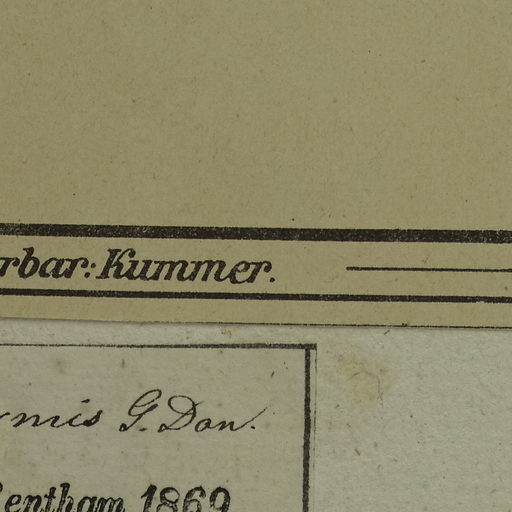 rbar: Kummer.
rmis G. Don.
Bentham 1869